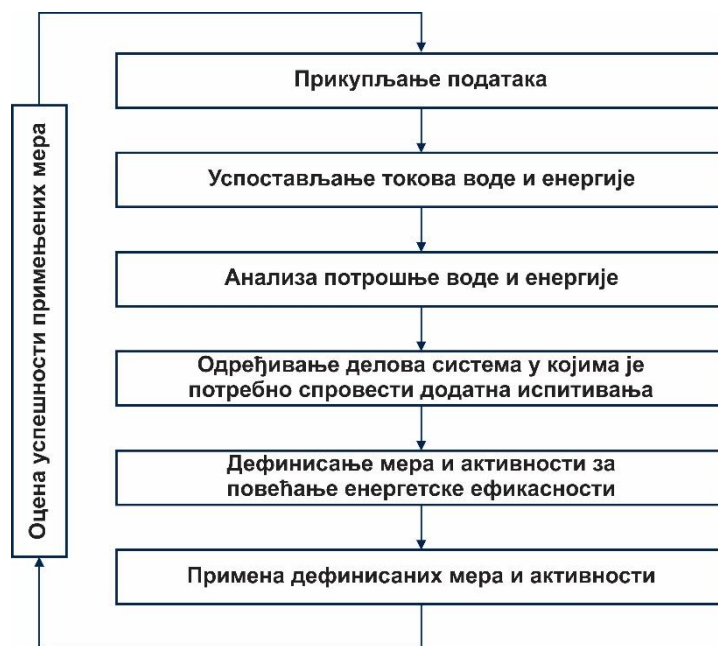 Прикупљање података
Успостављање токова воде и енергије
Анализа потрошње воде и енергије
Одређивање делова система у којима је
потребно спровести додатна испитивања
Дефинисање мера и активности за
повећање енергетске ефикасности
Примена дефинисаних мера и активности
Оцена успешности примењених мера